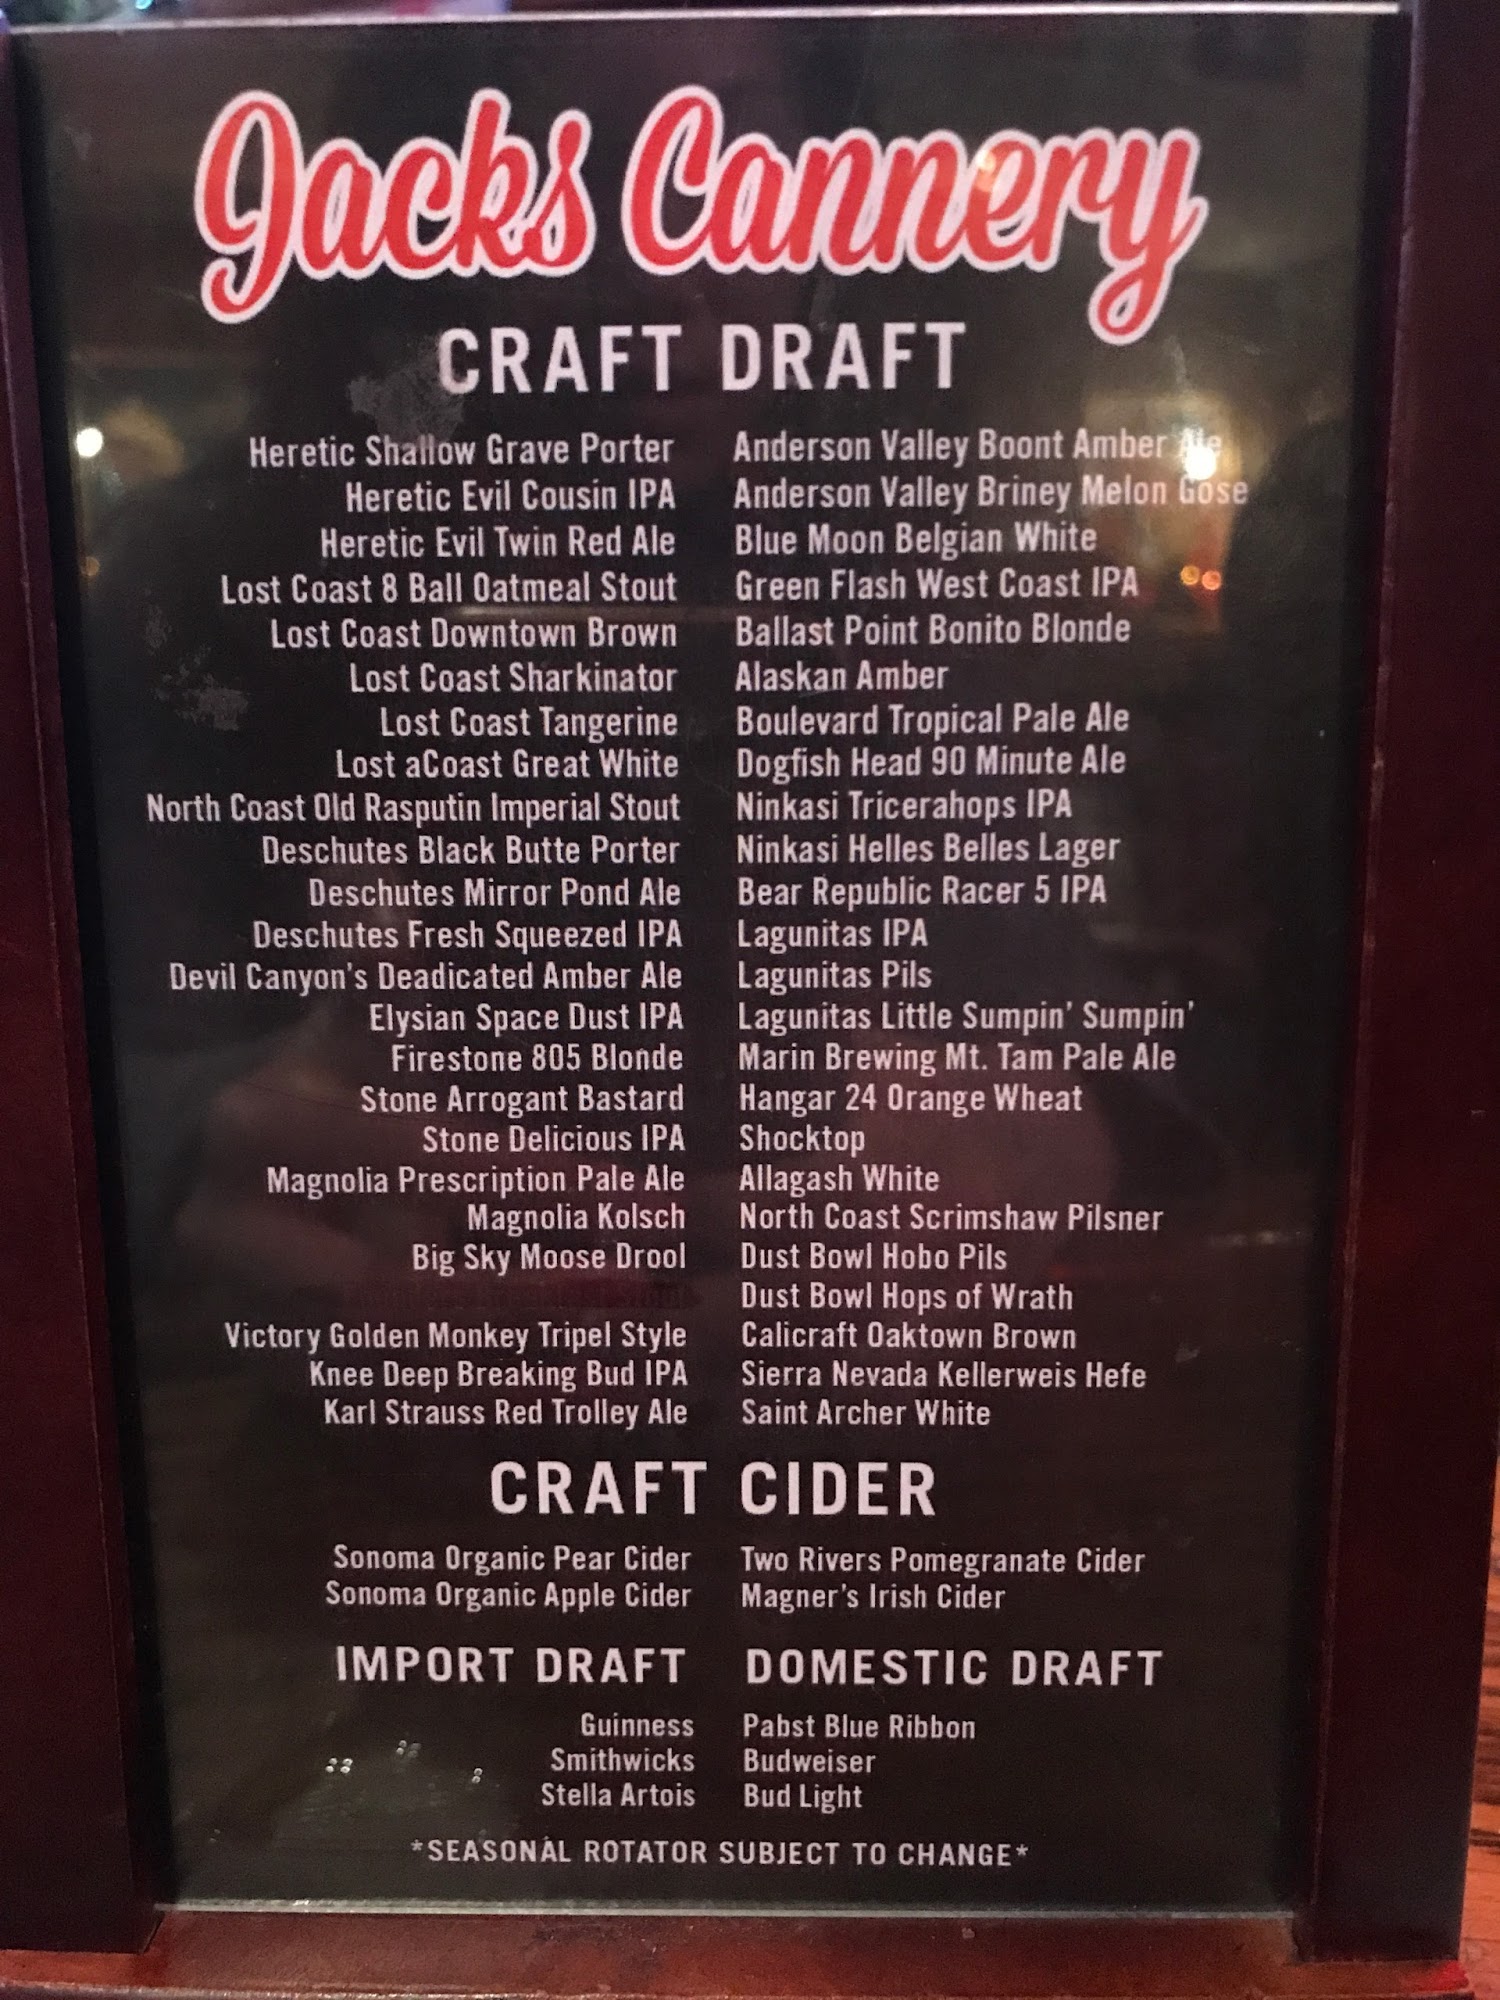 Jacks Cannery
CRAFT DRAFT
Heretic Shallow Grave Porter
Heretic Evil Cousin IPA
Heretic Evil Twin Red Ale
Lost Coast 8 Ball Oatmeal Stout
Lost Coast Downtown Brown
Lost Coast Sharkinator
Lost Coast Tangerine
Lost aCoast Great White
North Coast Old Rasputin Imperial Stout
Deschutes Black Butte Porter
Deschutes Mirror Pond Ale
Deschutes Fresh Squeezed IPA
Devil Canyon's Deadicated Amber Ale
Elysian Space Dust IPA
Firestone 805 Blonde
Stone Arrogant Bastard
Stone Delicious IPA
Magnolia Prescription Pale Ale
Magnolia Kolsch
Big Sky Moose Drool
Victory Golden Monkey Tripel Style
Knee Deep Breaking Bud IPA
Karl Strauss Red Trolley Ale
Anderson Valley Boont Amber Ale
Anderson Valley Briney Melon Gose
Blue Moon Belgian White
Green Flash West Coast IPA
Ballast Point Bonito Blonde
Alaskan Amber
Boulevard Tropical Pale Ale
Dogfish Head 90 Minute Ale
Ninkasi Tricerahops IPA
Ninkasi Helles Belles Lager
Bear Republic Racer 5 IPA
Lagunitas IPA
Lagunitas Pils
Lagunitas Little Sumpin' Sumpin'
Marin Brewing Mt. Tam Pale Ale
Hangar 24 Orange Wheat
Shocktop
Allagash White
North Coast Scrimshaw Pilsner
Dust Bowl Hobo Pils
Dust Bowl Hops of Wrath
Calicraft Oaktown Brown
Sierra Nevada Kellerweis Hefe
Saint Archer White
CRAFT CIDER
Sonoma Organic Pear Cider
Sonoma Organic Apple Cider
Two Rivers Pomegranate Cider
Magner's Irish Cider
IMPORT DRAFT
Guinness
Smithwicks
Stella Artois
DOMESTIC DRAFT
Pabst Blue Ribbon
Budweiser
Bud Light
*SEASONAL ROTATOR SUBJECT TO CHANGE*